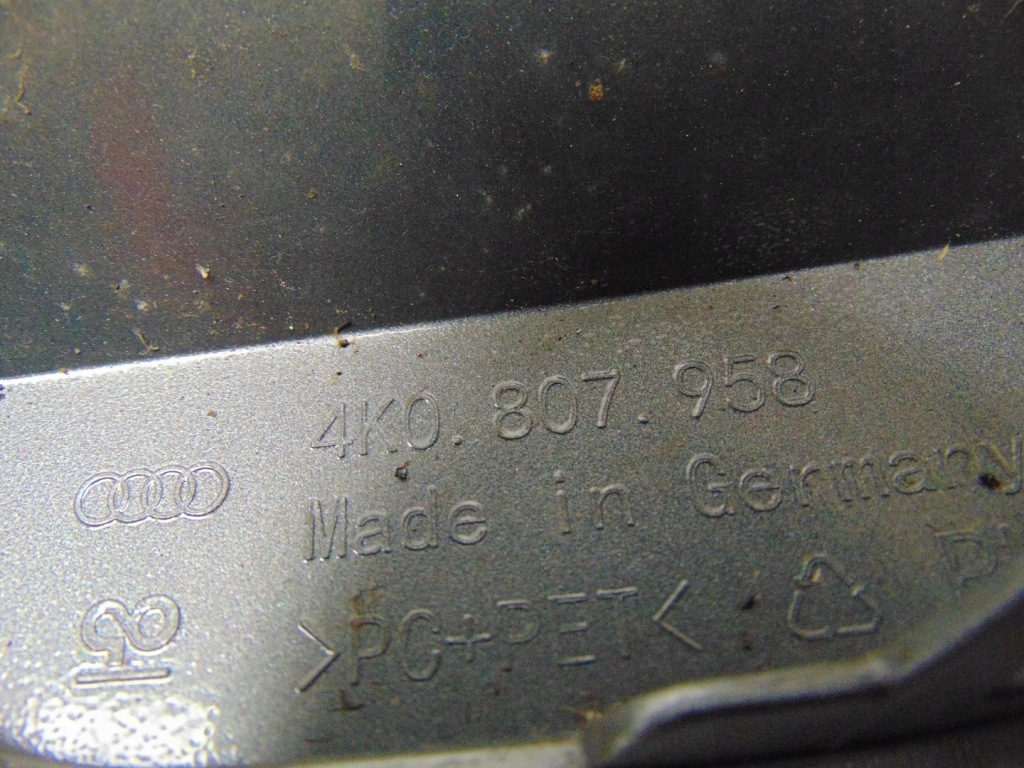 4K0.807.958
Made in Germany
>PC+PET<